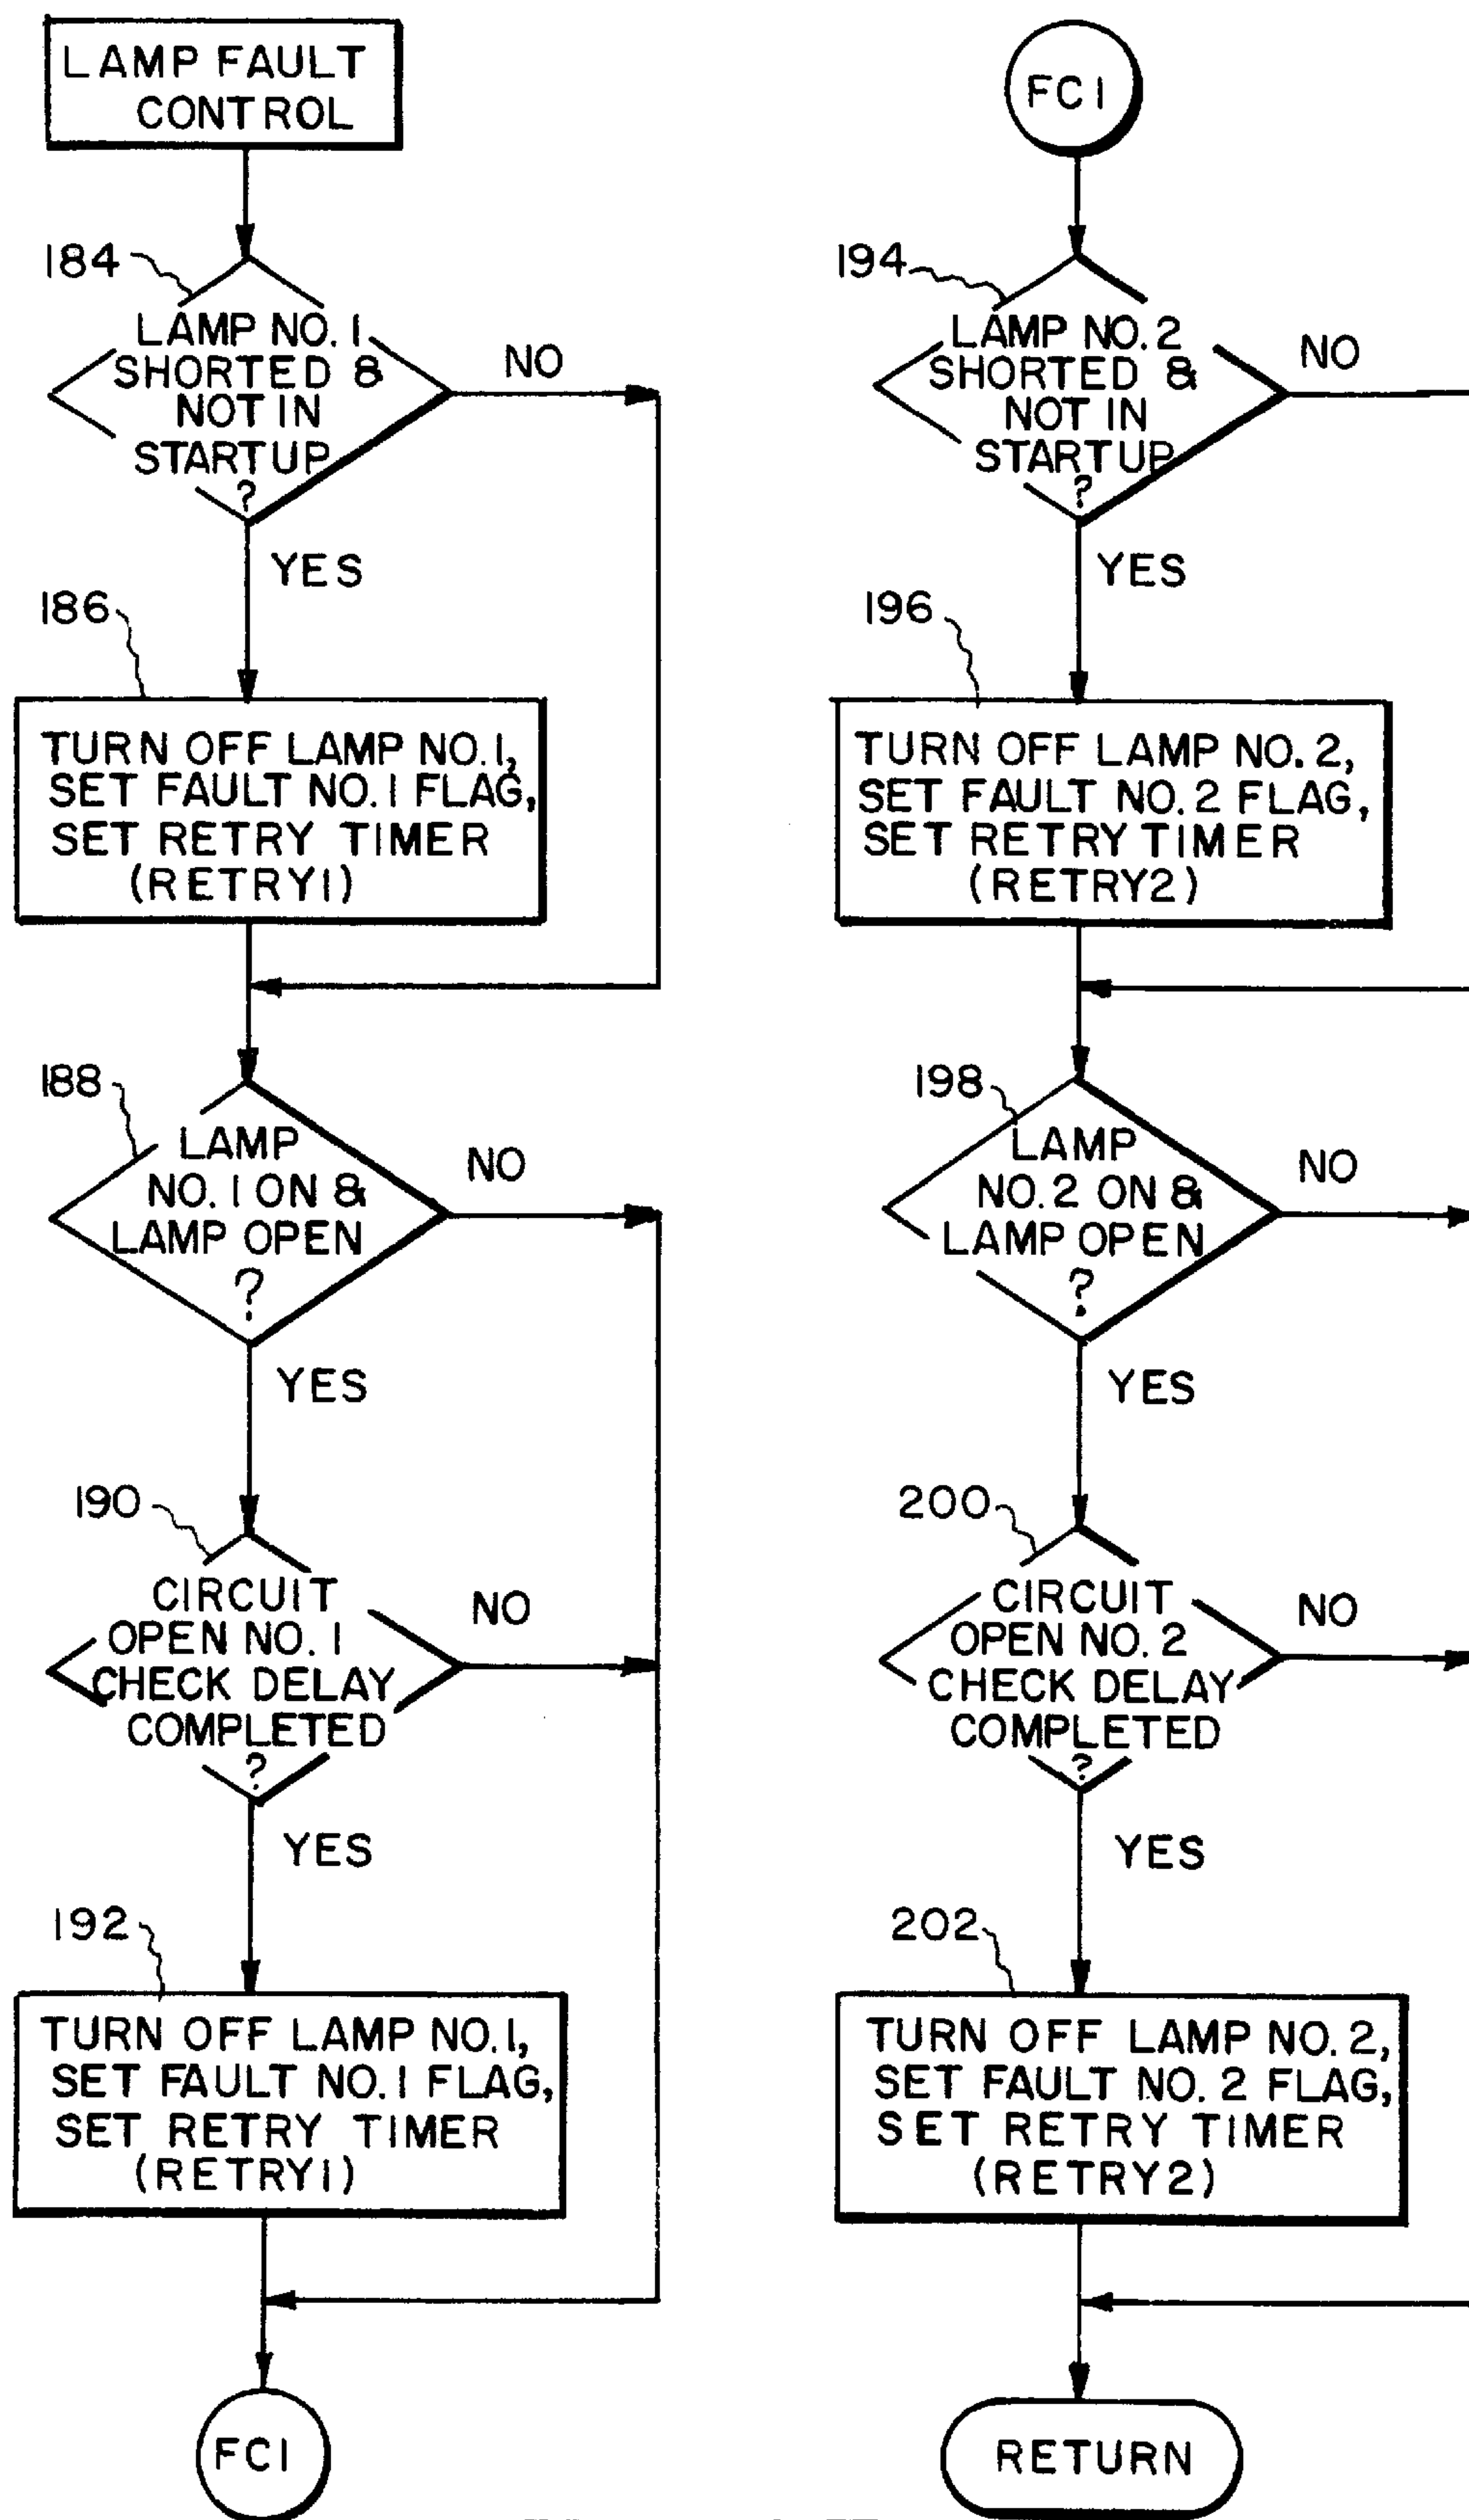 LAMP FAULT
CONTROL
184
LAMP NO. 1
SHORTED &
NOT IN
STARTUP
?
NO
YES
186
TURN OFF LAMP NO. 1,
SET FAULT NO. 1 FLAG,
SET RETRY TIMER
(RETRY1)
188
LAMP
NO. 1 ON &
LAMP OPEN
?
NO
YES
190
CIRCUIT
OPEN NO. 1
CHECK DELAY
COMPLETED
?
NO
YES
192
TURN OFF LAMP NO. 1,
SET FAULT NO. 1 FLAG,
SET RETRY TIMER
(RETRY1)
FC1
FC1
194
LAMP NO. 2
SHORTED &
NOT IN
STARTUP
?
NO
YES
196
TURN OFF LAMP NO. 2,
SET FAULT NO. 2 FLAG,
SET RETRY TIMER
(RETRY2)
198
LAMP
NO. 2 ON &
LAMP OPEN
?
NO
YES
200
CIRCUIT
OPEN NO. 2
CHECK DELAY
COMPLETED
?
NO
YES
202
TURN OFF LAMP NO. 2,
SET FAULT NO. 2 FLAG,
SET RETRY TIMER
(RETRY2)
RETURN